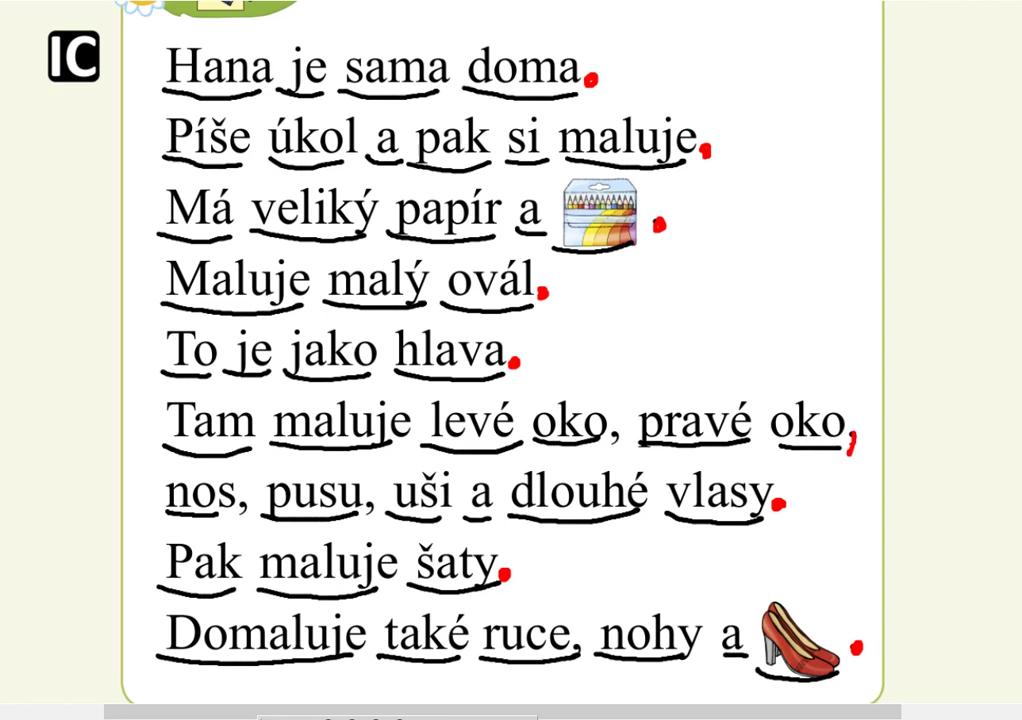 IC
Hana je sama doma.
Píše úkol a pak si maluje.
Má veliký papír a .
Maluje malý ovál.
To je jako hlava.
Tam maluje levé oko, pravé oko,
nos, pusu, uši a dlouhé vlasy.
Pak maluje šaty.
Domaluje také ruce, nohy a .